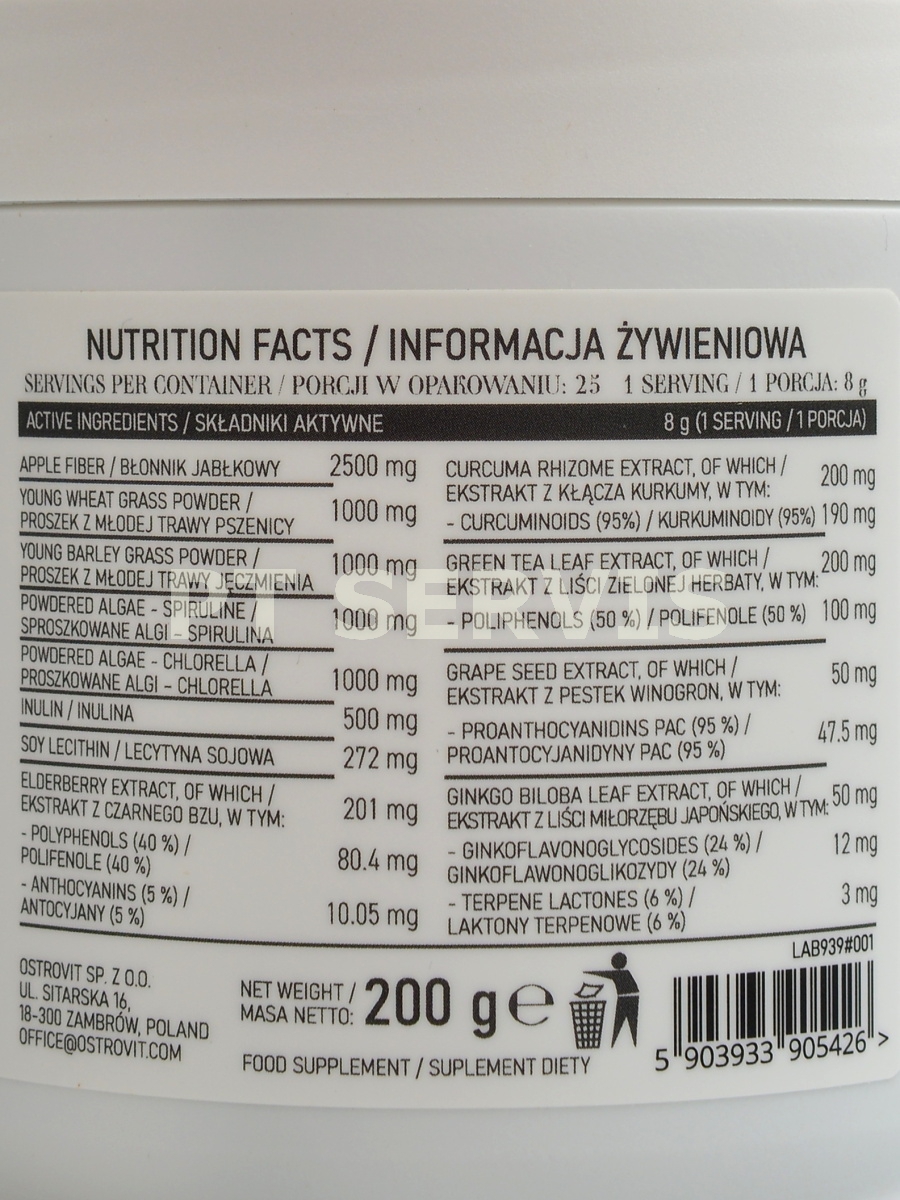 NUTRITION FACTS / INFORMACJA ŻYWIENIOWA
SERVINGS PER CONTAINER / PORCJI W OPAKOWANIU: 25 1 SERVING / 1 PORCJA: 8 g
ACTIVE INGREDIENTS / SKŁADNIKI AKTYWNE 8 g (1 SERVING / 1 PORCJA)
APPLE FIBER / BŁONNIK JABŁKOWY 2500 mg
YOUNG WHEAT GRASS POWDER /
PROSZEK Z MŁODEJ TRAWY PSZENICY 1000 mg
YOUNG BARLEY GRASS POWDER /
PROSZEK Z MŁODEJ TRAWY JĘCZMIENIA 1000 mg
POWDERED ALGAE - SPIRULINE /
SPROSZKOWANE ALGI - SPIRULINA 1000 mg
POWDERED ALGAE - CHLORELLA /
PROSZKOWANE ALGI - CHLORELLA 1000 mg
INULIN / INULINA 500 mg
SOY LECITHIN / LECYTYNA SOJOWA 272 mg
ELDERBERRY EXTRACT, OF WHICH /
EKSTRAKT Z CZARNEGO BZU, W TYM: 201 mg
- POLYPHENOLS (40 %) /
POLIFENOLE (40 %) 80.4 mg
- ANTHOCYANINS (5 %) /
ANTOCYJANY (5 %) 10.05 mg
CURCUMA RHIZOME EXTRACT, OF WHICH /
EKSTRAKT Z KŁĄCZA KURKUMY, W TYM: 200 mg
- CURCUMINOIDS (95%) / KURKUMINOIDY (95%) 190 mg
GREEN TEA LEAF EXTRACT, OF WHICH / 200 mg
EKSTRAKT Z LIŚCI ZIELONEJ HERBATY, W TYM:
- POLIPHENOLS (50 %) / POLIFENOLE (50 %) 100 mg
GRAPE SEED EXTRACT, OF WHICH / 50 mg
EKSTRAKT Z PESTEK WINOGRON, W TYM:
- PROANTHOCYANIDINS PAC (95 %) / 47.5 mg
PROANTOCYJANIDYNY PAC (95 %)
GINKGO BILOBA LEAF EXTRACT, OF WHICH / 50 mg
EKSTRAKT Z LIŚCI MIŁORZĘBU JAPOŃSKIEGO, W TYM:
- GINKOFLAVONOGLYCOSIDES (24 %) / 12 mg
GINKOFLAWONOGLIKOZYDY (24 %)
- TERPENE LACTONES (6 %) / 3 mg
LAKTONY TERPENOWE (6 %)
LAB939#001
OSTROVIT SP. Z O.O.
UL. SITARSKA 16,
18-300 ZAMBRÓW, POLAND
OFFICE@OSTROVIT.COM
NET WEIGHT /
MASA NETTO: 200 g e
FOOD SUPPLEMENT / SUPLEMENT DIETY
5 903933 905426 >
PT SERVIS